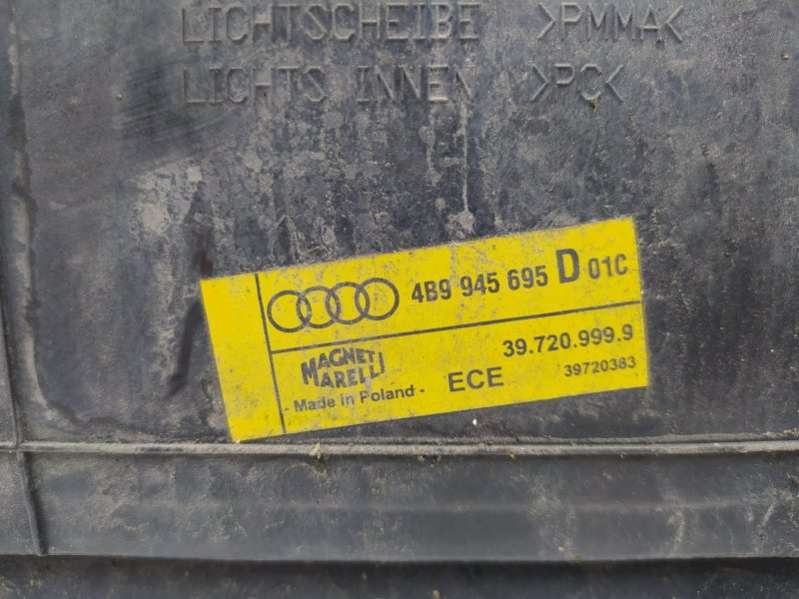 LICHTSCHEIBE >PMMA<
LICHTS INNEN >PC<
4B9 945 695 D 01C
39.720.999.9
MAGNETI
MARELLI
- Made in Poland -
ECE
39720383